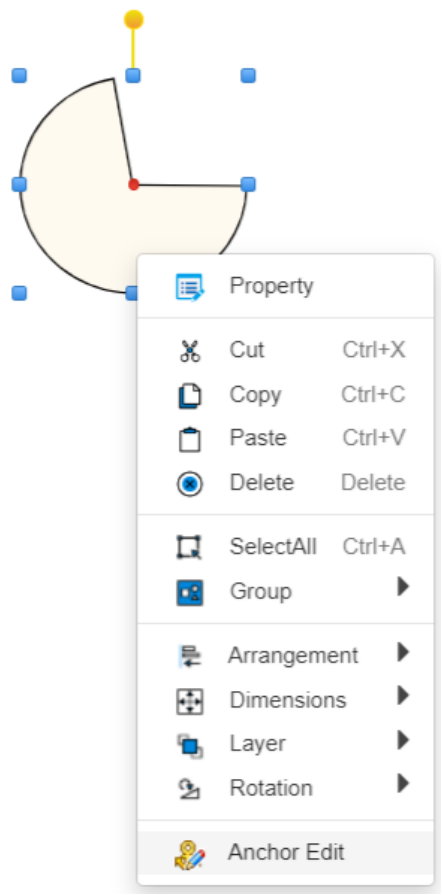 Property
Cut Ctrl+X
Copy Ctrl+C
Paste Ctrl+V
Delete Delete
SelectAll Ctrl+A
Group
Arrangement
Dimensions
Layer
Rotation
Anchor Edit